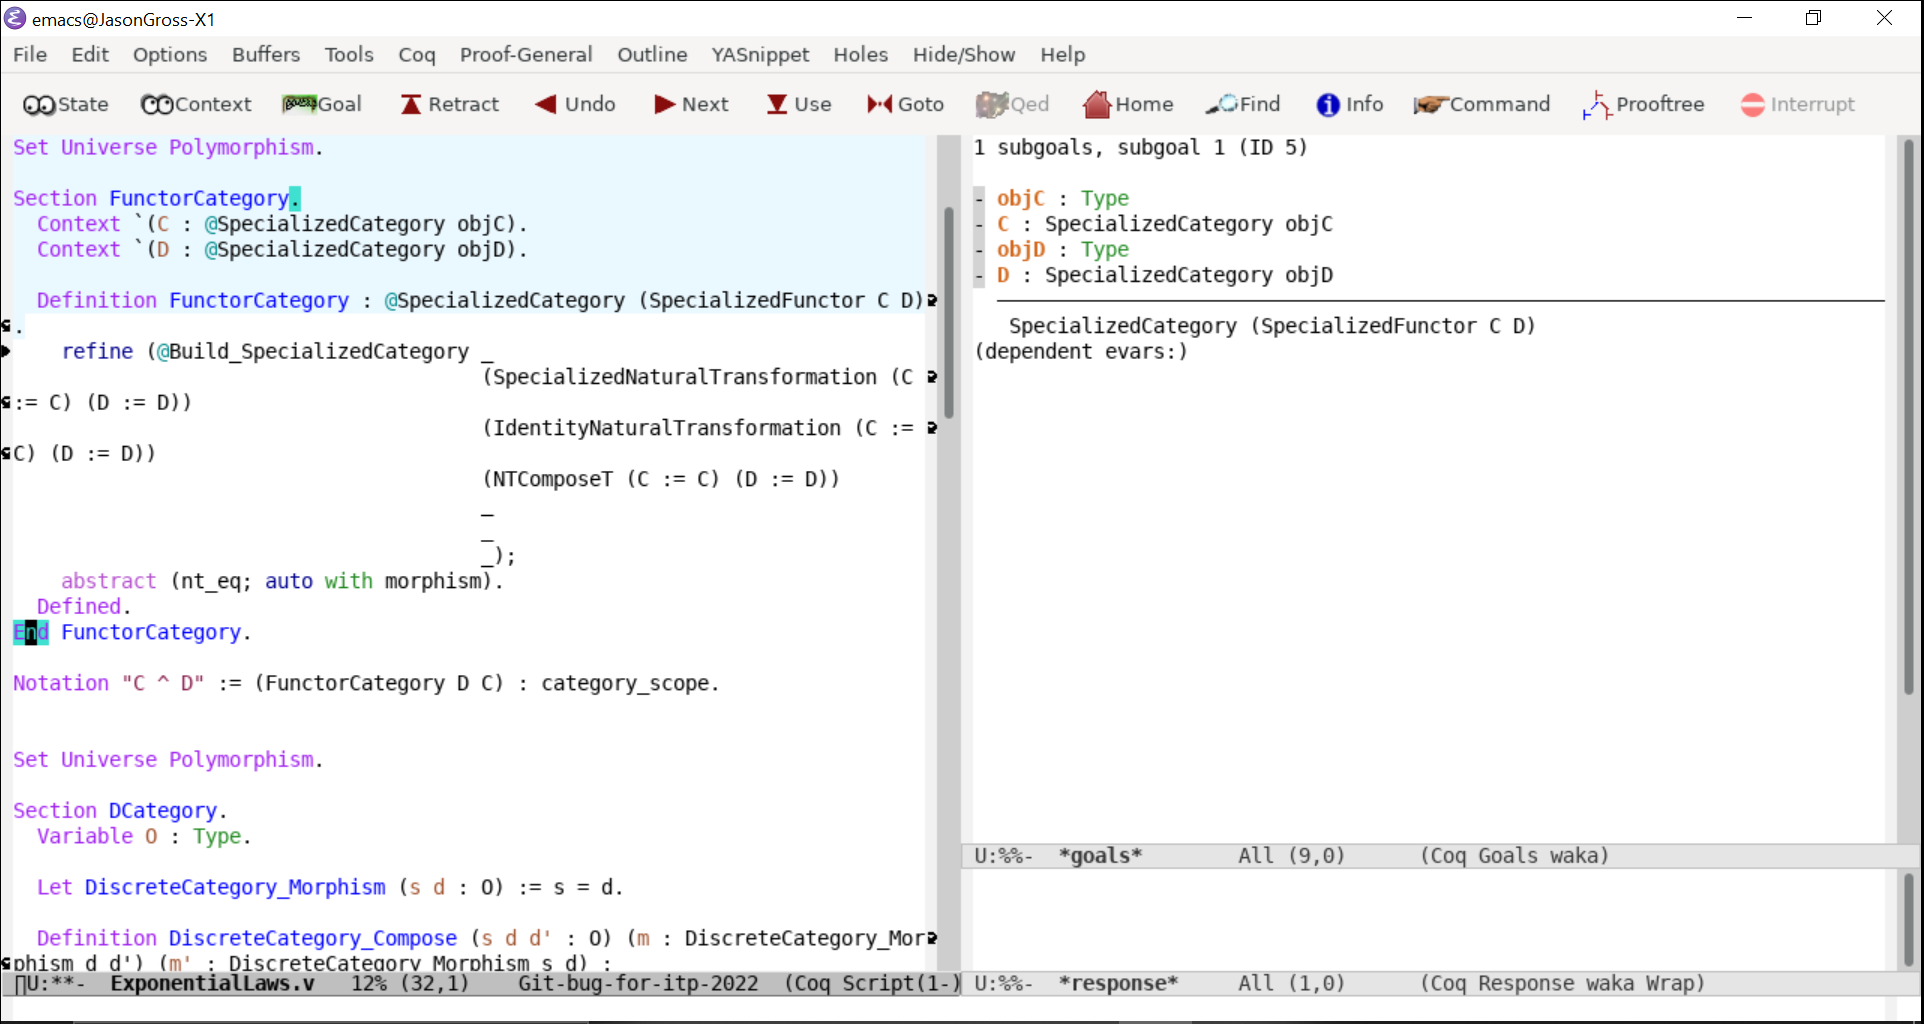 emacs@JasonGross-X1
File Edit Options Buffers Tools Coq Proof-General Outline YASnippet Holes Hide/Show Help
State Context Goal Retract Undo Next Use Goto Qed Home Find Info Command Prooftree Interrupt
Set Universe Polymorphism.
Section FunctorCategory.
Context `(C : @SpecializedCategory objC).
Context `(D : @SpecializedCategory objD).
Definition FunctorCategory : @SpecializedCategory (SpecializedFunctor C D)
.
refine (@Build_SpecializedCategory _
(SpecializedNaturalTransformation (C
:= C) (D := D))
(IdentityNaturalTransformation (C :=
C) (D := D))
(NTComposeT (C := C) (D := D))
_
_
_);
abstract (nt_eq; auto with morphism).
Defined.
End FunctorCategory.
Notation "C ^ D" := (FunctorCategory D C) : category_scope.
Set Universe Polymorphism.
Section DCategory.
Variable O : Type.
Let DiscreteCategory_Morphism (s d : O) := s = d.
Definition DiscreteCategory_Compose (s d d' : O) (m : DiscreteCategory_Mor
phism d d') (m' : DiscreteCategory_Morphism s d) :
U:**- ExponentialLaws.v 12% (32,1) Git-bug-for-itp-2022 (Coq Script(1-)
1 subgoals, subgoal 1 (ID 5)
- objC : Type
- C : SpecializedCategory objC
- objD : Type
- D : SpecializedCategory objD
SpecializedCategory (SpecializedFunctor C D)
(dependent evars:)
U:%%- *goals* All (9,0) (Coq Goals waka)
U:%%- *response* All (1,0) (Coq Response waka Wrap)